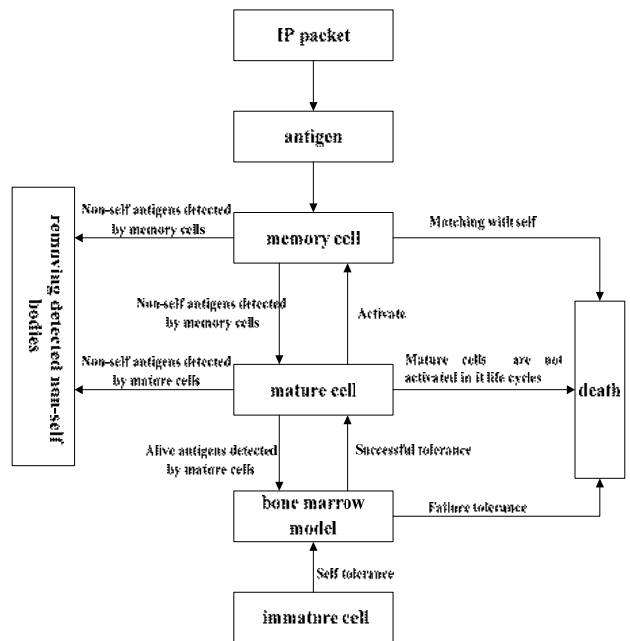 IP packet
antigen
Non-self antigens detected
by memory cells
memory cell
Matching with self
removing detected non-self
bodies
Non-self antigens detected
by memory cells
Activate
Non-self antigens detected
by mature cells
mature cell
Mature cells are not
activated in it life cycles
death
Alive antigens detected
by mature cells
Successful tolerance
bone marrow
model
Failure tolerance
Self tolerance
immature cell